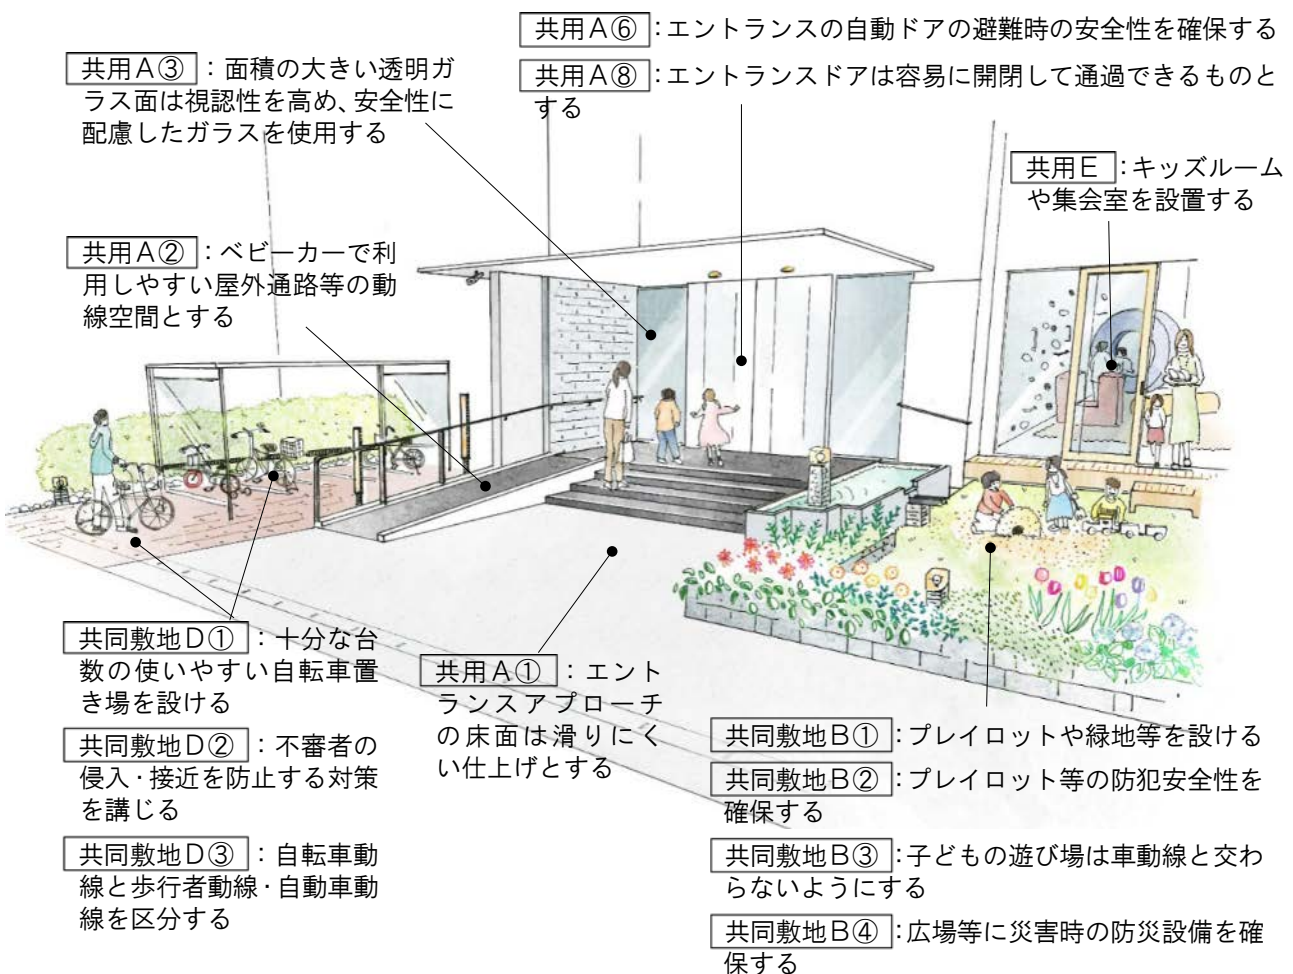 共用A⑥:エントランスの自動ドアの避難時の安全性を確保する
共用A⑧:エントランスドアは容易に開閉して通過できるものと
する
共用A③:面積の大きい透明ガ
ラス面は視認性を高め、安全性に
配慮したガラスを使用する
共用E:キッズルーム
や集会室を設置する
共用A②:ベビーカーで利
用しやすい屋外通路等の動
線空間とする
共同敷地D①:十分な台
数の使いやすい自転車置
き場を設ける
共同敷地D②:不審者の
侵入・接近を防止する対策
を講じる
共同敷地D③:自転車動
線と歩行者動線・自動車動
線を区分する
共用A①:エント
ランスアプローチ
の床面は滑りにく
い仕上げとする
共同敷地B①:プレイロットや緑地等を設ける
共同敷地B②:プレイロット等の防犯安全性を
確保する
共同敷地B③:子どもの遊び場は車動線と交わ
らないようにする
共同敷地B④:広場等に災害時の防災設備を確
保する